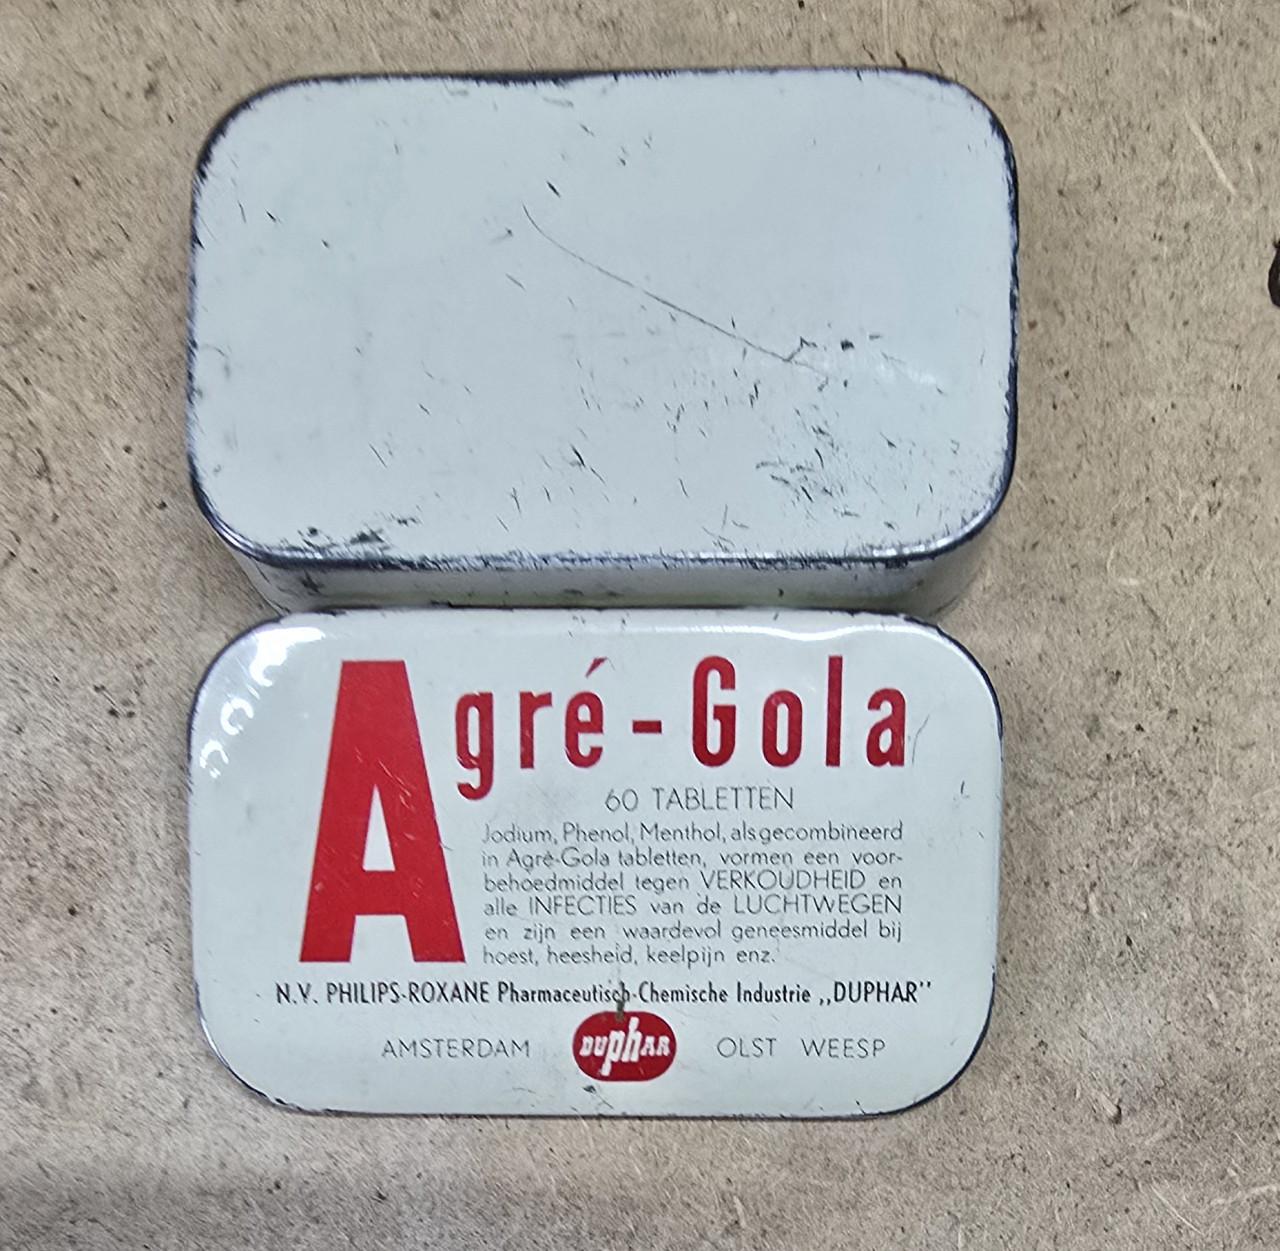 Agré-Gola
60 TABLETTEN
Jodium, Phenol, Menthol, als gecombineerd
in Agré-Gola tabletten, vormen een voor-
behoedmiddel tegen VERKOUDHEID en
alle INFECTIES van de LUCHTWEGEN
en zijn een waardevol geneesmiddel bij
hoest, heesheid, keelpijn enz.
N.V. PHILIPS-ROXANE Pharmaceutisch-Chemische Industrie „DUPHAR”
AMSTERDAM DUPHAR OLST WEESP